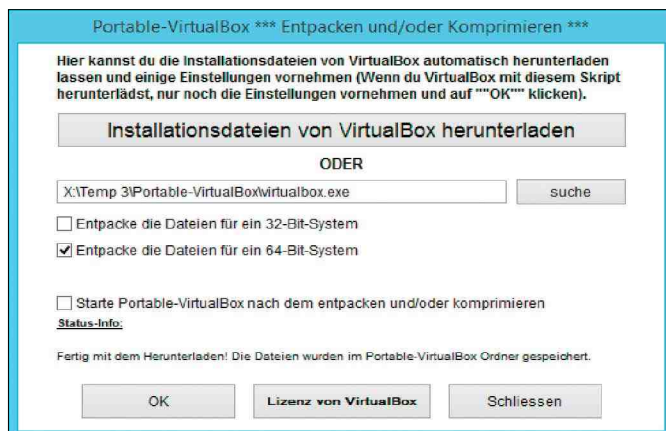 Portable-VirtualBox *** Entpacken und/oder Komprimieren ***
Hier kannst du die Installationsdateien von VirtualBox automatisch herunterladen
lassen und einige Einstellungen vornehmen (Wenn du VirtualBox mit diesem Skript
herunterlädst, nur noch die Einstellungen vornehmen und auf ""OK"" klicken).
Installationsdateien von VirtualBox herunterladen
ODER
X:\Temp 3\Portable-VirtualBox\virtualbox.exe
suche
Entpacke die Dateien für ein 32-Bit-System
Entpacke die Dateien für ein 64-Bit-System
Starte Portable-VirtualBox nach dem entpacken und/oder komprimieren
Status-Info:
Fertig mit dem Herunterladen! Die Dateien wurden im Portable-VirtualBox Ordner gespeichert.
OK
Lizenz von VirtualBox
Schliessen